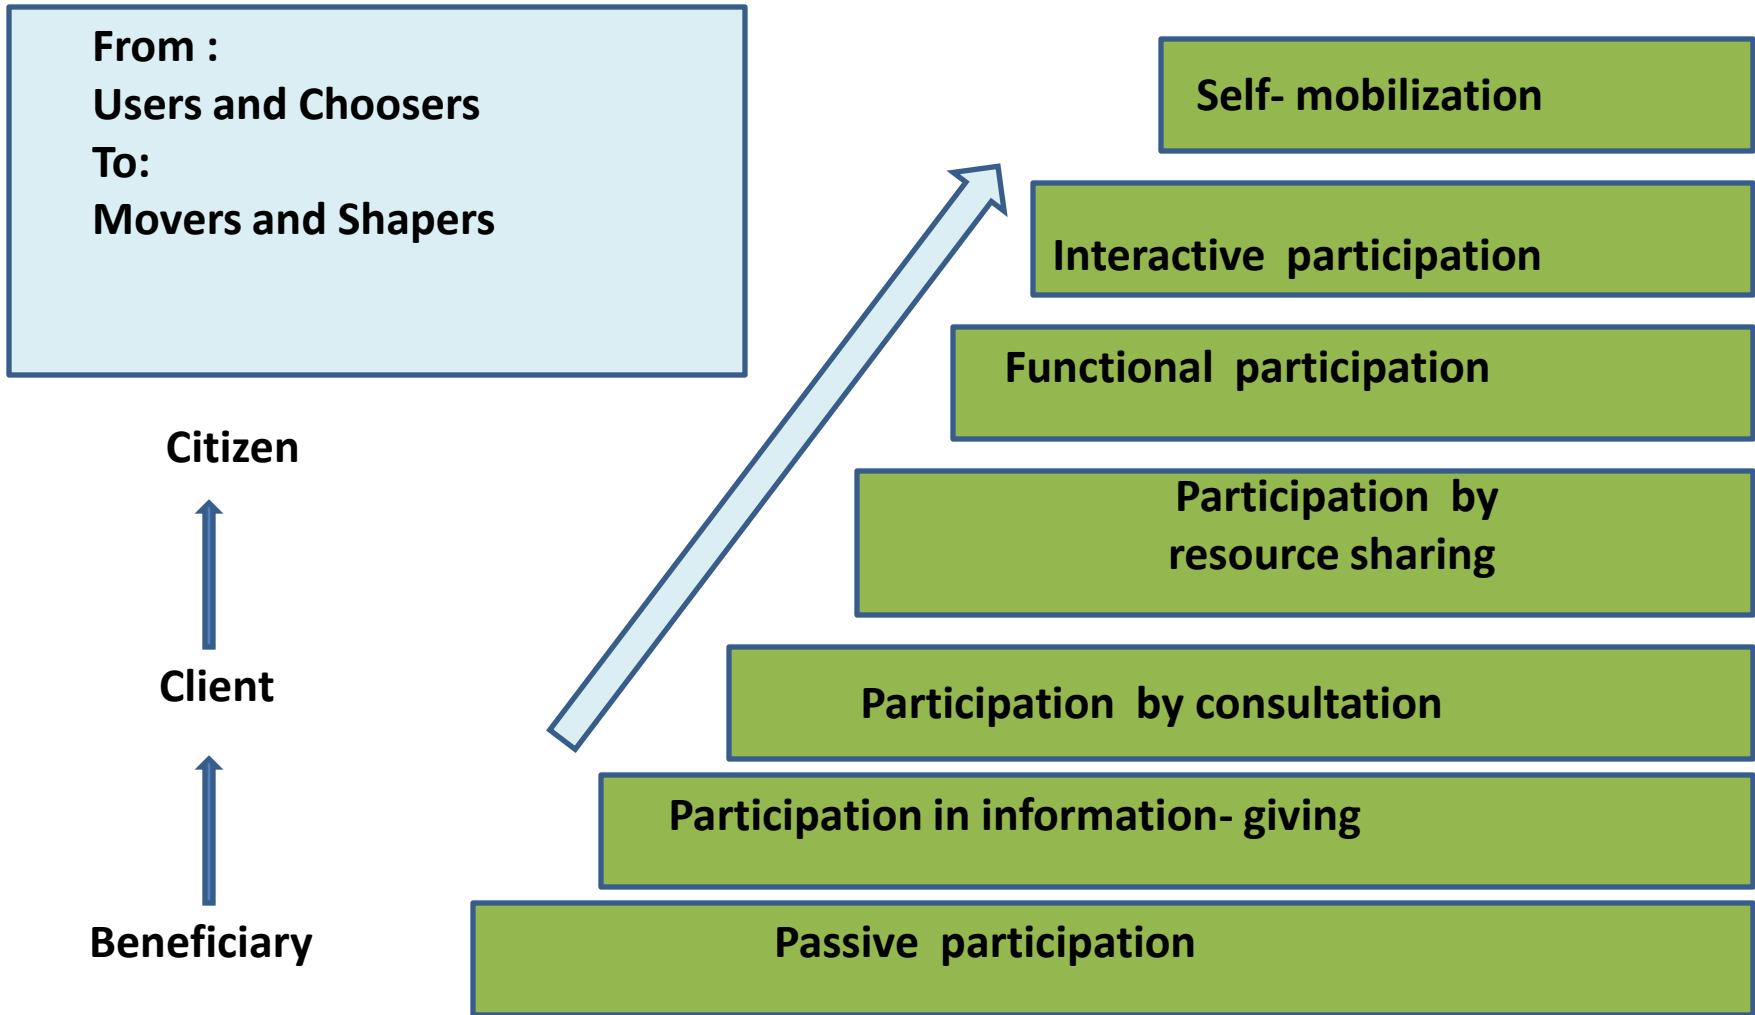 From :
Users and Choosers
To:
Movers and Shapers
Citizen
Client
Beneficiary
Self- mobilization
Interactive participation
Functional participation
Participation by
resource sharing
Participation by consultation
Participation in information- giving
Passive participation